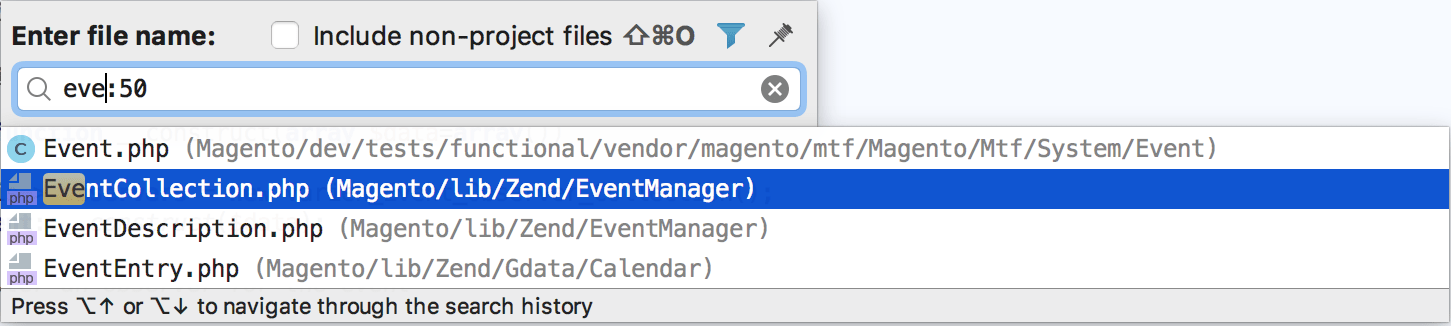 Enter file name: Include non-project files ⇧⌘O
eve:50
C Event.php (Magento/dev/tests/functional/vendor/magento/mtf/Magento/Mtf/System/Event)
php EventCollection.php (Magento/lib/Zend/EventManager)
php EventDescription.php (Magento/lib/Zend/EventManager)
php EventEntry.php (Magento/lib/Zend/Gdata/Calendar)
Press ⌥↑ or ⌥↓ to navigate through the search history